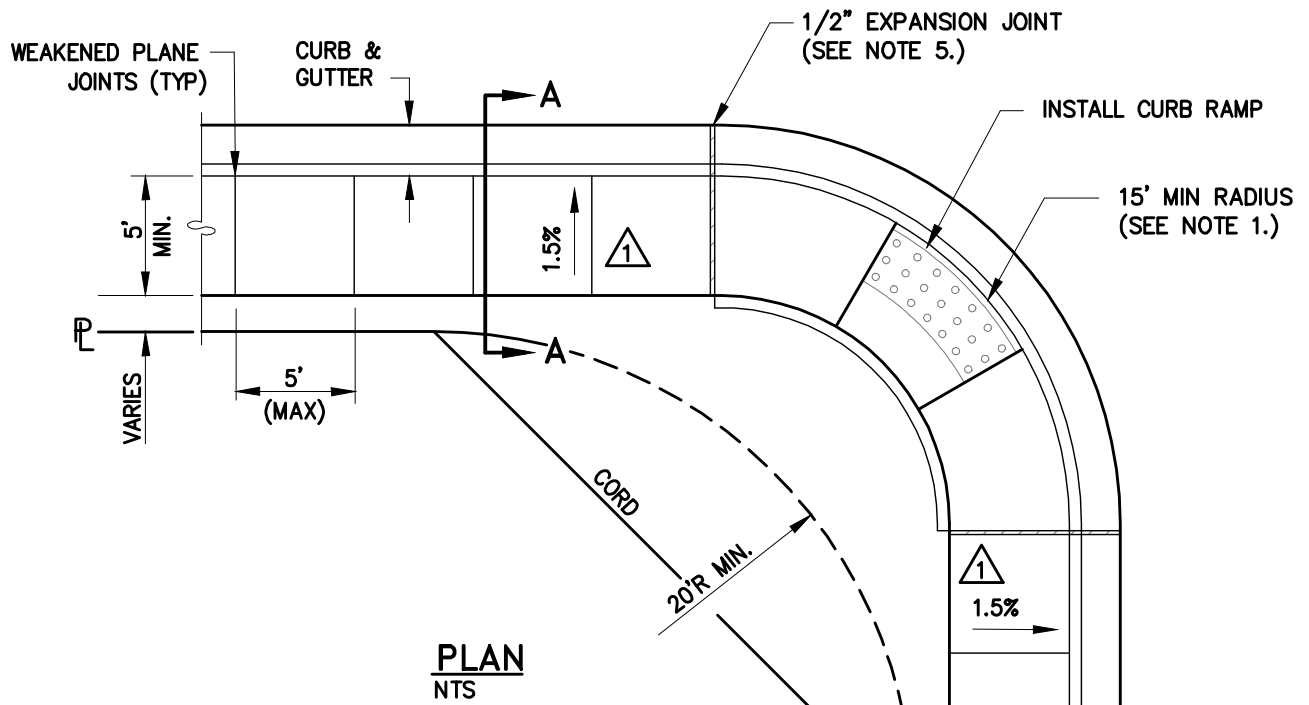 1/2" EXPANSION JOINT
(SEE NOTE 5.)
WEAKENED PLANE
JOINTS (TYP)
CURB &
GUTTER
A
INSTALL CURB RAMP
15' MIN RADIUS
(SEE NOTE 1.)
5'
MIN.
1.5%
1
PL
A
VARIES
5'
(MAX)
CORD
20'R MIN.
1
1.5%
PLAN
NTS